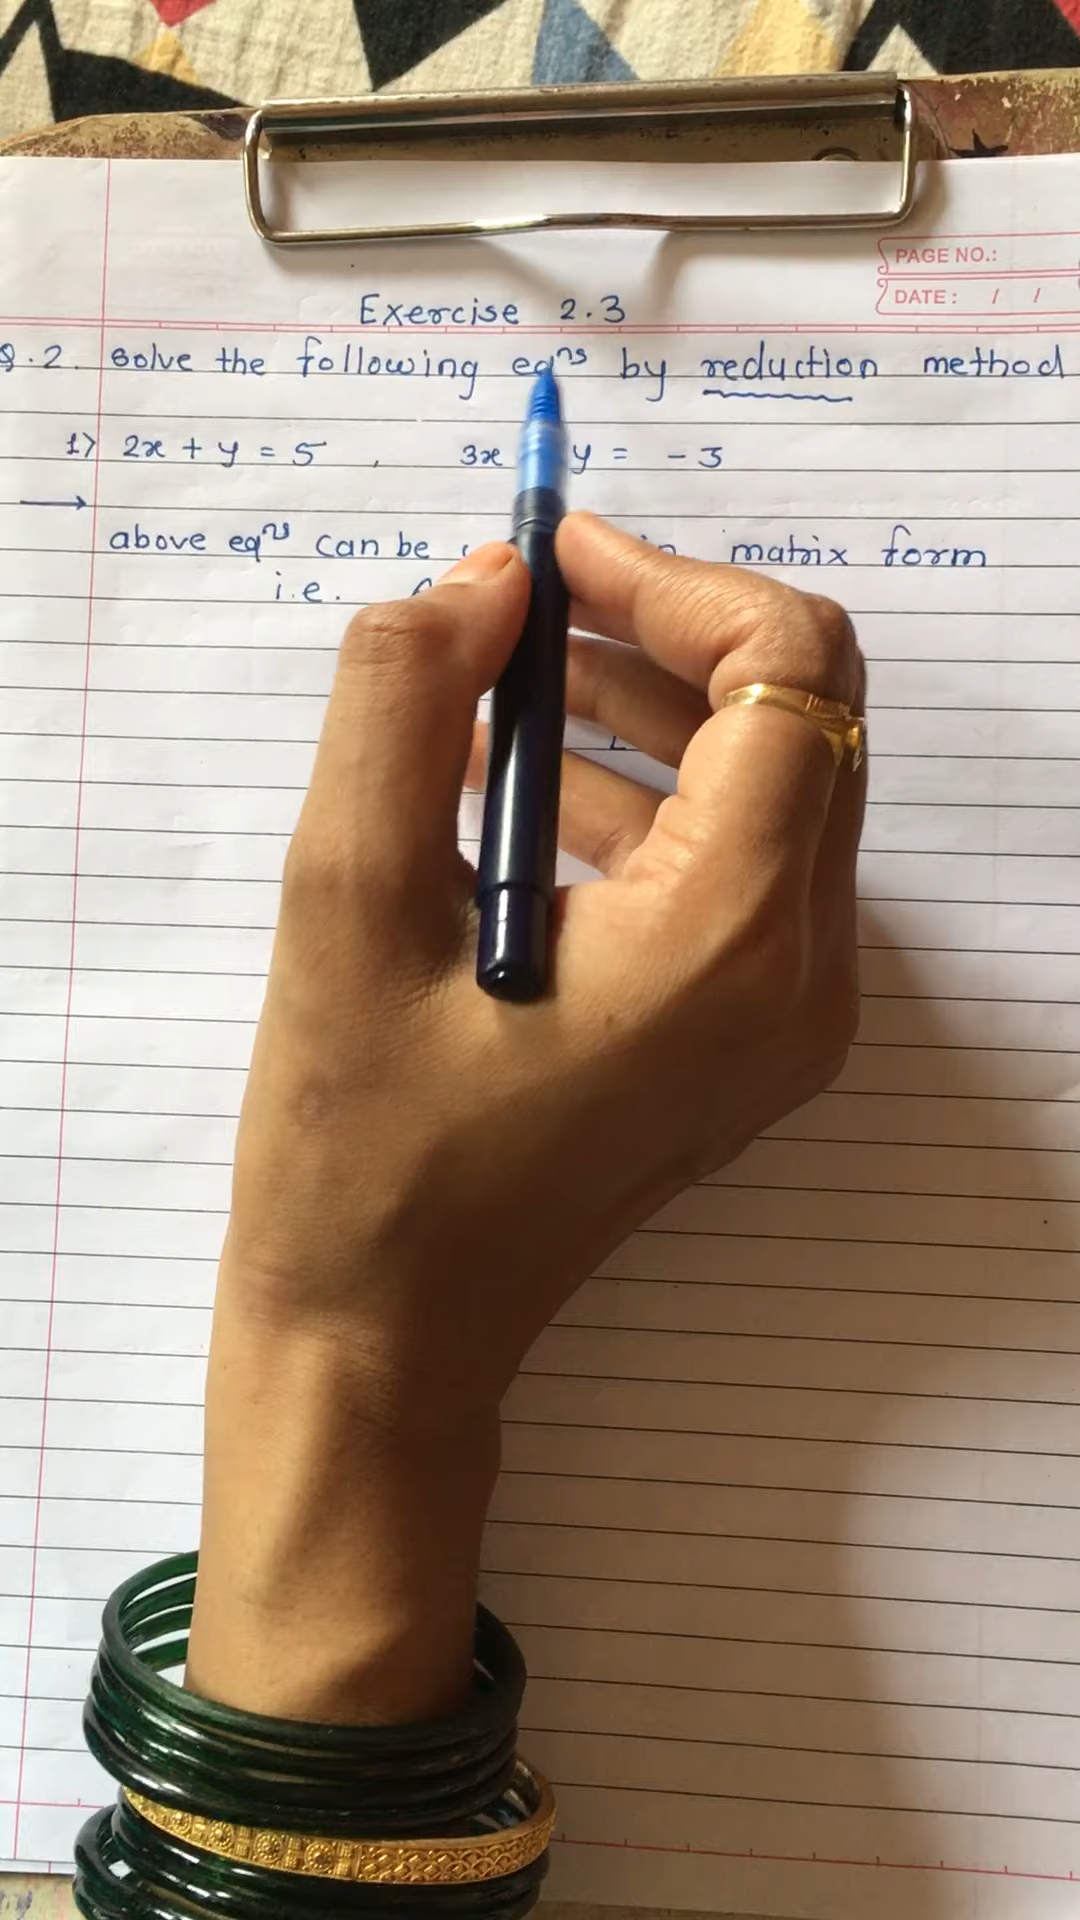 PAGE NO.:
DATE: / /
Exercise 2.3
Q.2. Solve the following eqⁿˢ by reduction method
1) 2x + y = 5 , 3x y = -3
above eqⁿˢ can be in matrix form
i.e.